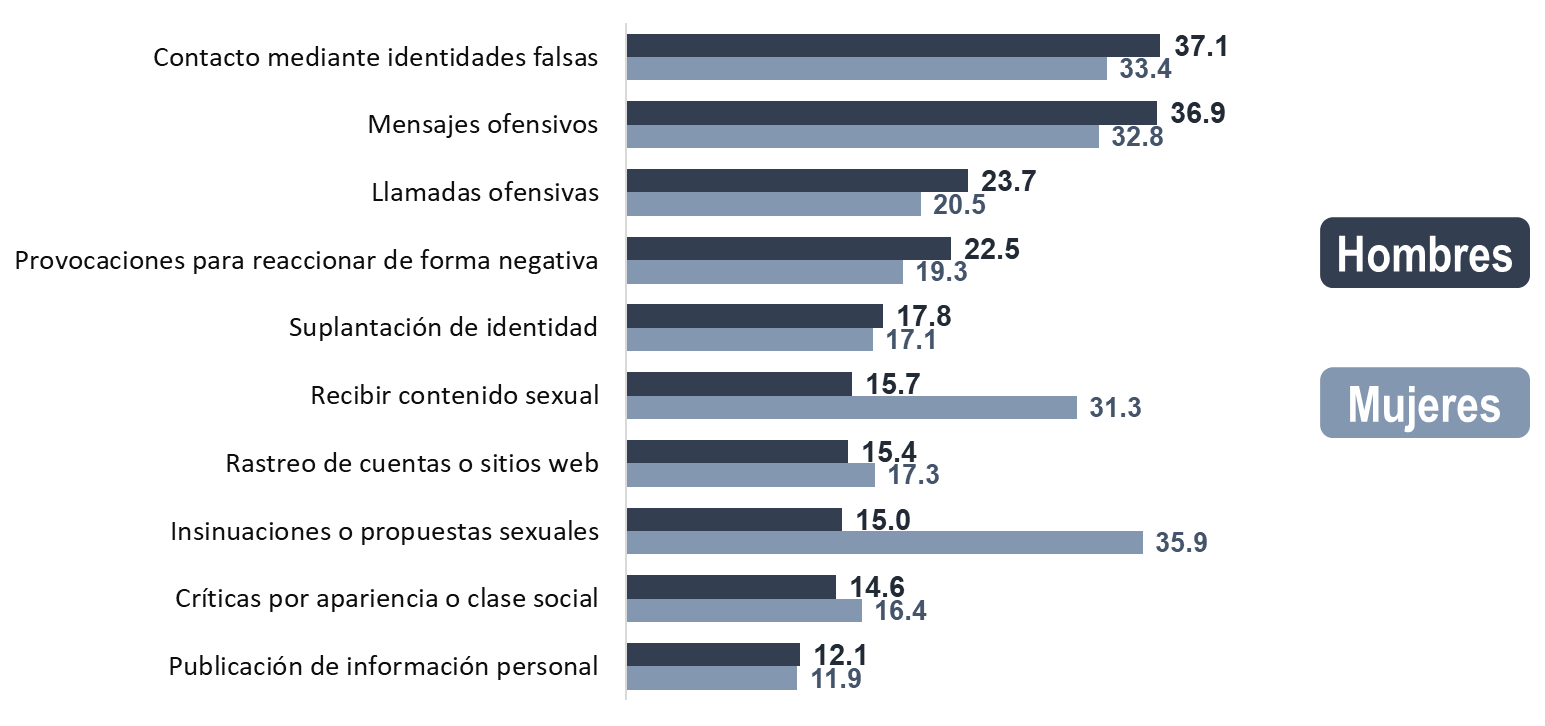 Contacto mediante identidades falsas
37.1
33.4
Mensajes ofensivos
36.9
32.8
Llamadas ofensivas
23.7
20.5
Provocaciones para reaccionar de forma negativa
22.5
19.3
Suplantación de identidad
17.8
17.1
Recibir contenido sexual
15.7
31.3
Rastreo de cuentas o sitios web
15.4
17.3
Insinuaciones o propuestas sexuales
15.0
35.9
Críticas por apariencia o clase social
14.6
16.4
Publicación de información personal
12.1
11.9
Hombres
Mujeres